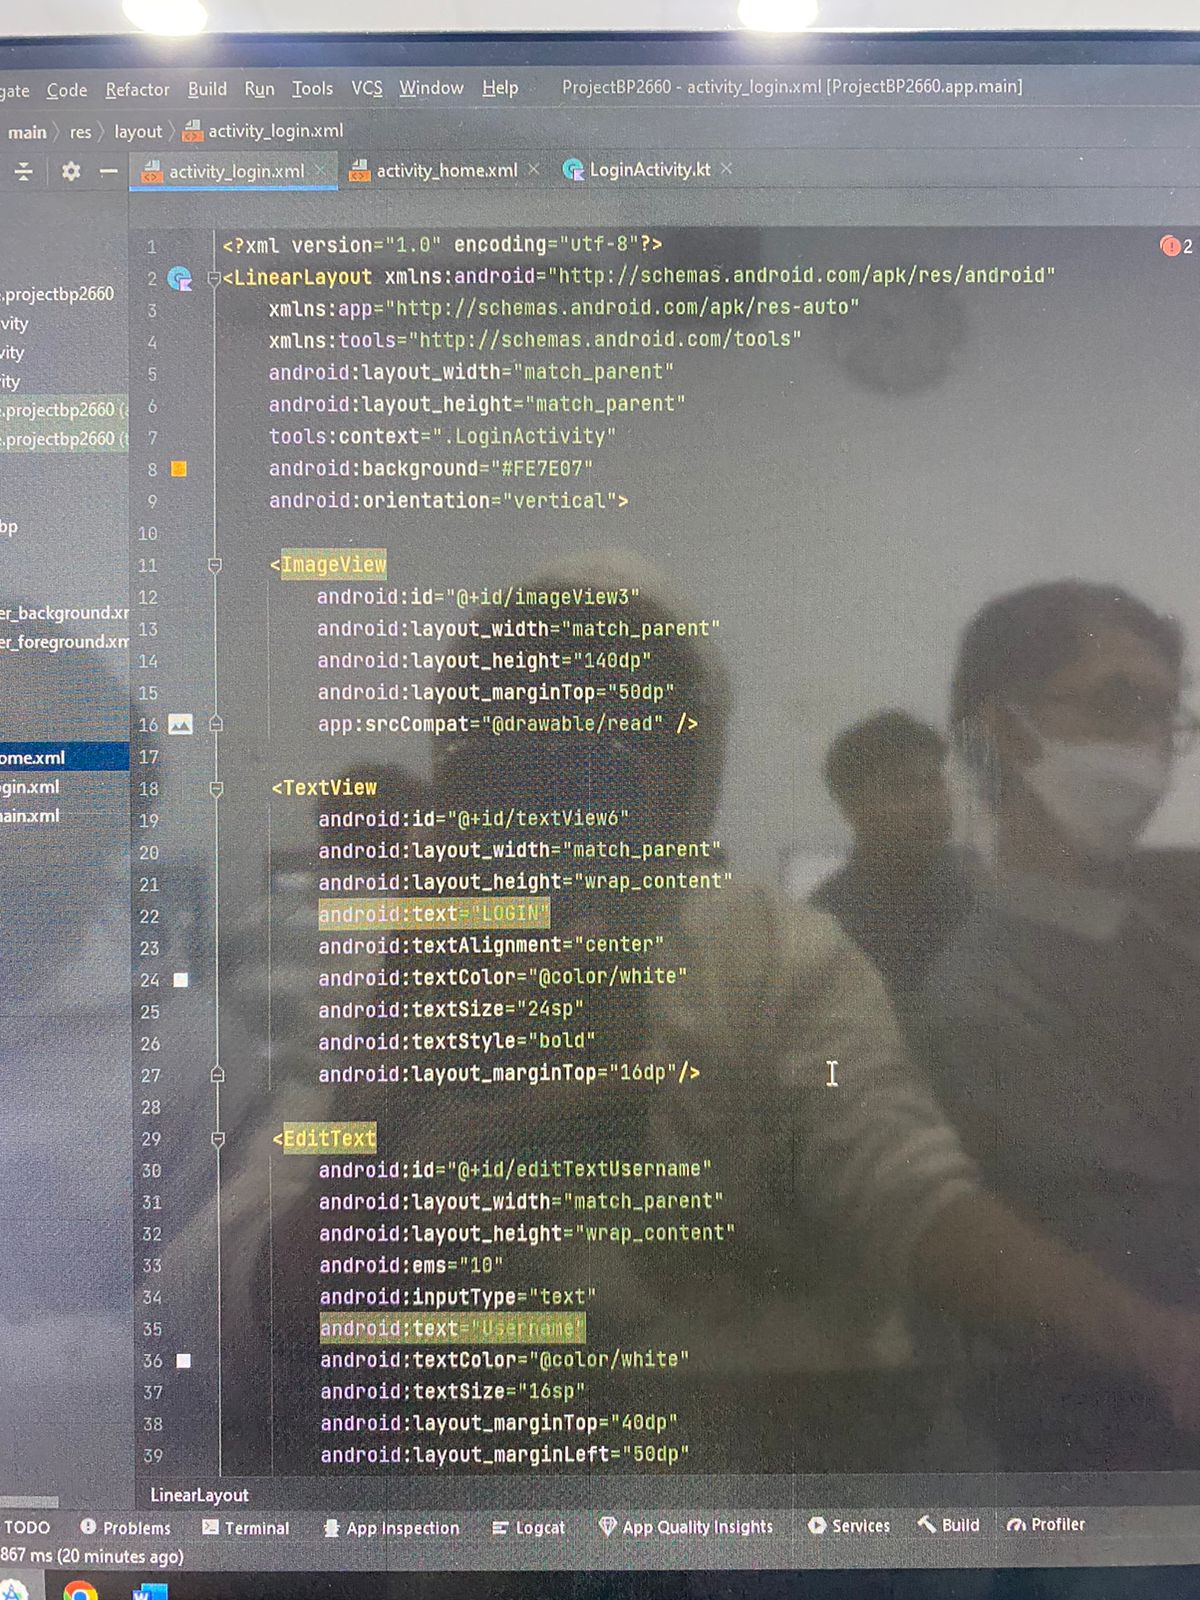 gate Code Refactor Build Run Tools VCS Window Help ProjectBP2660 - activity_login.xml [ProjectBP2660.app.main]
main res layout activity_login.xml
activity_login.xml activity_home.xml LoginActivity.kt
2
e.projectbp2660
vity
vity
ity
e.projectbp2660
e.projectbp2660
bp
er_background.xm
er_foreground.xm
ome.xml
gin.xml
nain.xml
1 <?xml version="1.0" encoding="utf-8"?>
2 <LinearLayout xmlns:android="http://schemas.android.com/apk/res/android"
3 xmlns:app="http://schemas.android.com/apk/res-auto"
4 xmlns:tools="http://schemas.android.com/tools"
5 android:layout_width="match_parent"
6 android:layout_height="match_parent"
7 tools:context=".LoginActivity"
8 android:background="#FE7E07"
9 android:orientation="vertical">
10
11 <ImageView
12 android:id="@+id/imageView3"
13 android:layout_width="match_parent"
14 android:layout_height="140dp"
15 android:layout_marginTop="50dp"
16 app:srcCompat="@drawable/read" />
17
18 <TextView
19 android:id="@+id/textView6"
20 android:layout_width="match_parent"
21 android:layout_height="wrap_content"
22 android:text="LOGIN"
23 android:textAlignment="center"
24 android:textColor="@color/white"
25 android:textSize="24sp"
26 android:textStyle="bold"
27 android:layout_marginTop="16dp"/>
28
29 <EditText
30 android:id="@+id/editTextUsername"
31 android:layout_width="match_parent"
32 android:layout_height="wrap_content"
33 android:ems="10"
34 android:inputType="text"
35 android:text="Username"
36 android:textColor="@color/white"
37 android:textSize="16sp"
38 android:layout_marginTop="40dp"
39 android:layout_marginLeft="50dp"
LinearLayout
TODO Problems Terminal App Inspection Logcat App Quality Insights Services Build Profiler
867 ms (20 minutes ago)